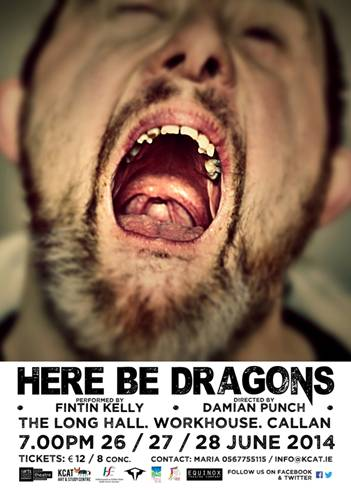 HERE BE DRAGONS
PERFORMED BY
FINTIN KELLY
DIRECTED BY
DAMIAN PUNCH
THE LONG HALL. WORKHOUSE. CALLAN
7.00PM 26 / 27 / 28 JUNE 2014
TICKETS: € 12 / 8 CONC. CONTACT: MARIA 0567755115 / INFO@KCAT.IE
KCAT
ART & STUDY CENTRE
EQUINOX
FOLLOW US ON FACEBOOK
& TWITTER